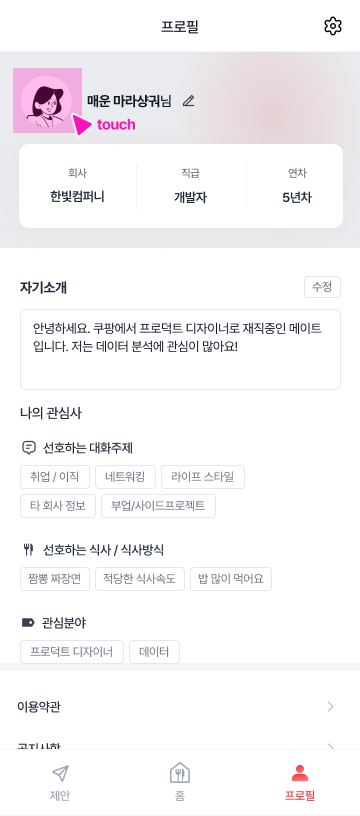 프로필
매운 마라샹궈님
touch
회사
직급
연차
한빛컴퍼니
개발자
5년차
자기소개
수정
안녕하세요. 쿠팡에서 프로덕트 디자이너로 재직중인 메이트
입니다. 저는 데이터 분석에 관심이 많아요!
나의 관심사
선호하는 대화주제
취업 / 이직
네트워킹
라이프 스타일
타 회사 정보
부업/사이드프로젝트
선호하는 식사 / 식사방식
짬뽕 짜장면
적당한 식사속도
밥 많이 먹어요
관심분야
프로덕트 디자이너
데이터
이용약관
공지사항
제안
홈
프로필